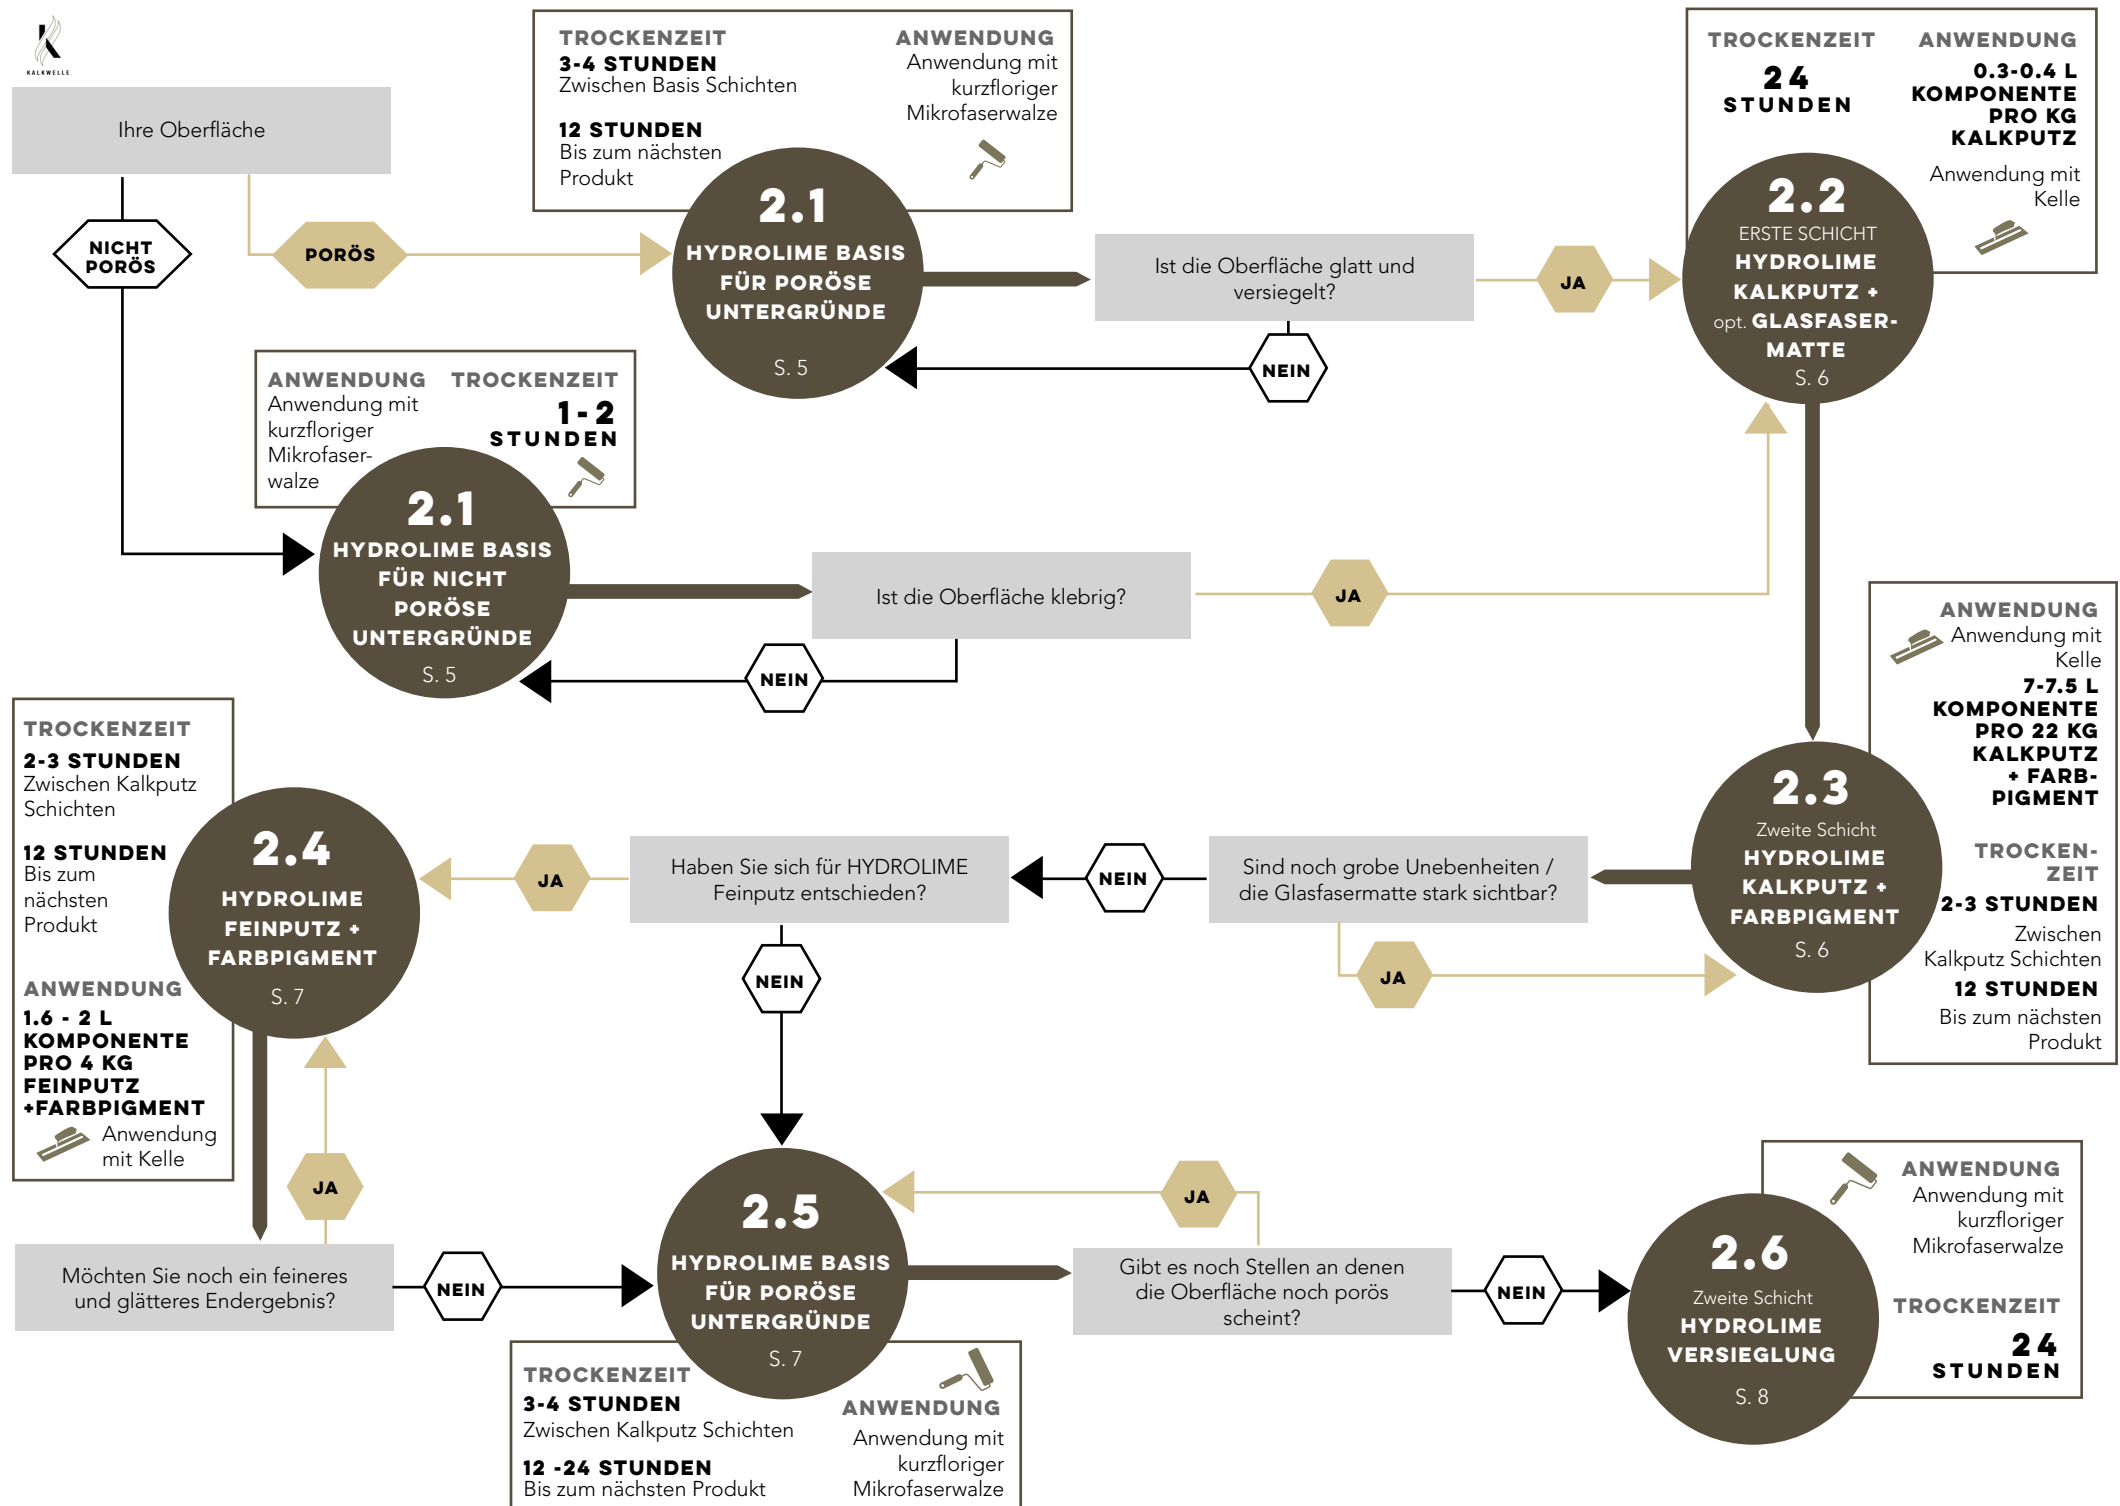 KALKWELLE
Ihre Oberfläche
NICHT
PORÖS
PORÖS
TROCKENZEIT
3-4 STUNDEN
Zwischen Basis Schichten
12 STUNDEN
Bis zum nächsten
Produkt
ANWENDUNG
Anwendung mit
kurzfloriger
Mikrofaserwalze
2.1
HYDROLIME BASIS
FÜR PORÖSE
UNTERGRÜNDE
S. 5
Ist die Oberfläche glatt und
versiegelt?
JA
NEIN
TROCKENZEIT
24
STUNDEN
ANWENDUNG
0.3-0.4 L
KOMPONENTE
PRO KG
KALKPUTZ
Anwendung mit
Kelle
2.2
ERSTE SCHICHT
HYDROLIME
KALKPUTZ +
opt. GLASFASER-
MATTE
S. 6
ANWENDUNG
Anwendung mit
kurzfloriger
Mikrofaser-
walze
TROCKENZEIT
1-2
STUNDEN
2.1
HYDROLIME BASIS
FÜR NICHT
PORÖSE
UNTERGRÜNDE
S. 5
Ist die Oberfläche klebrig?
JA
NEIN
ANWENDUNG
Anwendung mit
Kelle
7-7.5 L
KOMPONENTE
PRO 22 KG
KALKPUTZ
+ FARB-
PIGMENT
TROCKEN-
ZEIT
2-3 STUNDEN
Zwischen
Kalkputz Schichten
12 STUNDEN
Bis zum nächsten
Produkt
2.3
Zweite Schicht
HYDROLIME
KALKPUTZ +
FARBPIGMENT
S. 6
Sind noch grobe Unebenheiten /
die Glasfasermatte stark sichtbar?
JA
NEIN
Haben Sie sich für HYDROLIME
Feinputz entschieden?
JA
NEIN
TROCKENZEIT
2-3 STUNDEN
Zwischen Kalkputz
Schichten
12 STUNDEN
Bis zum
nächsten
Produkt
ANWENDUNG
1.6 - 2 L
KOMPONENTE
PRO 4 KG
FEINPUTZ
+FARBPIGMENT
Anwendung
mit Kelle
2.4
HYDROLIME
FEINPUTZ +
FARBPIGMENT
S. 7
JA
Möchten Sie noch ein feineres
und glätteres Endergebnis?
NEIN
2.5
HYDROLIME BASIS
FÜR PORÖSE
UNTERGRÜNDE
S. 7
TROCKENZEIT
3-4 STUNDEN
Zwischen Kalkputz Schichten
12 -24 STUNDEN
Bis zum nächsten Produkt
ANWENDUNG
Anwendung mit
kurzfloriger
Mikrofaserwalze
JA
Gibt es noch Stellen an denen
die Oberfläche noch porös
scheint?
NEIN
ANWENDUNG
Anwendung mit
kurzfloriger
Mikrofaserwalze
TROCKENZEIT
24
STUNDEN
2.6
Zweite Schicht
HYDROLIME
VERSIEGLUNG
S. 8